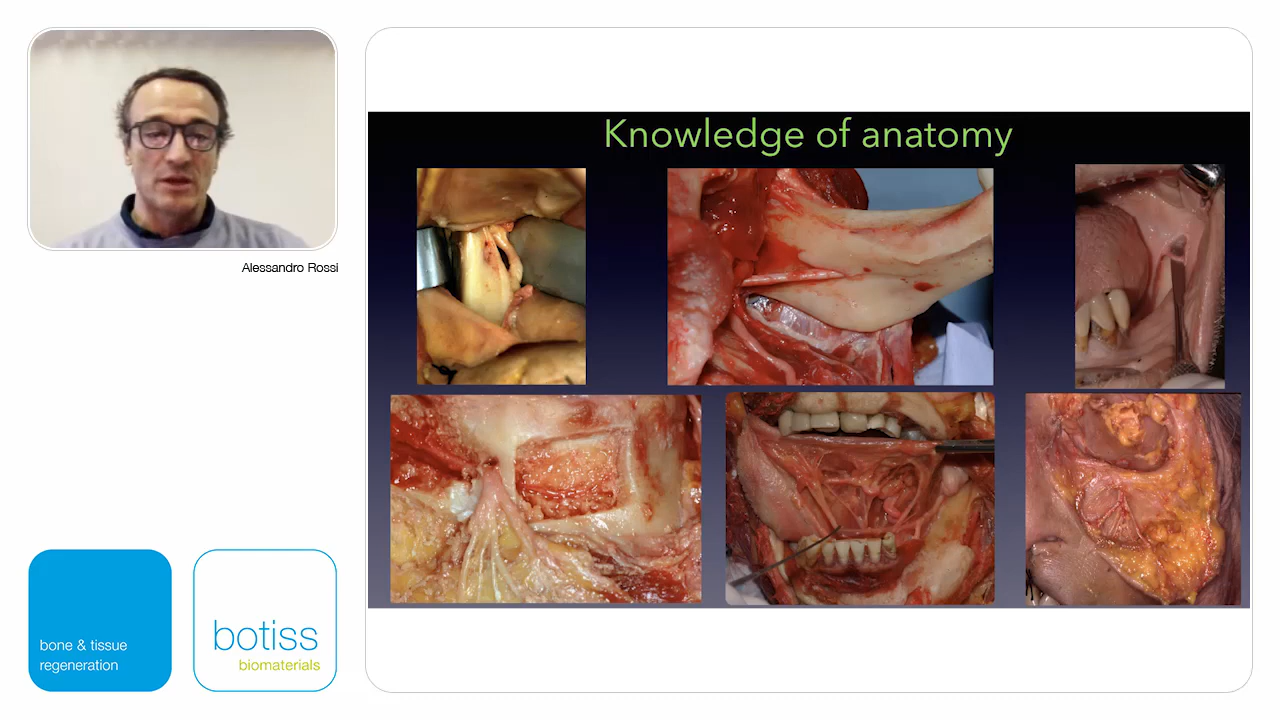 Knowledge of anatomy
Alessandro Rossi
bone & tissue
regeneration
botiss
biomaterials